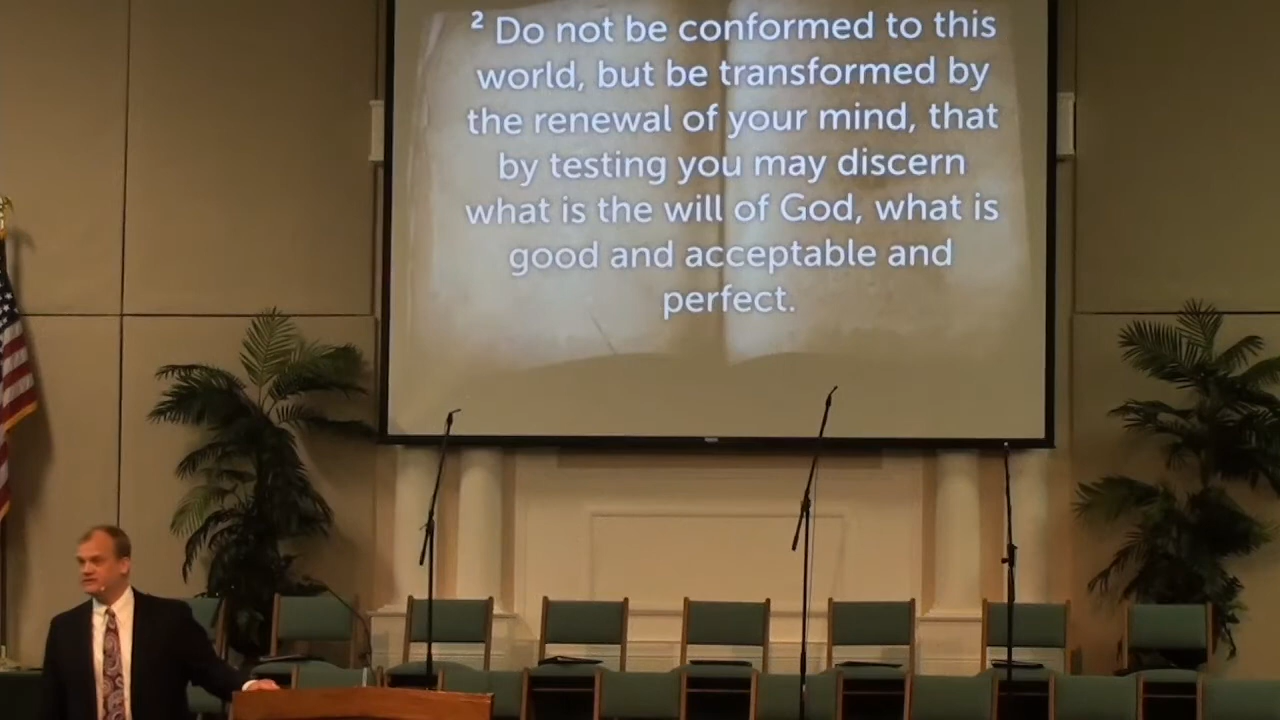 ² Do not be conformed to this
world, but be transformed by
the renewal of your mind, that
by testing you may discern
what is the will of God, what is
good and acceptable and
perfect.